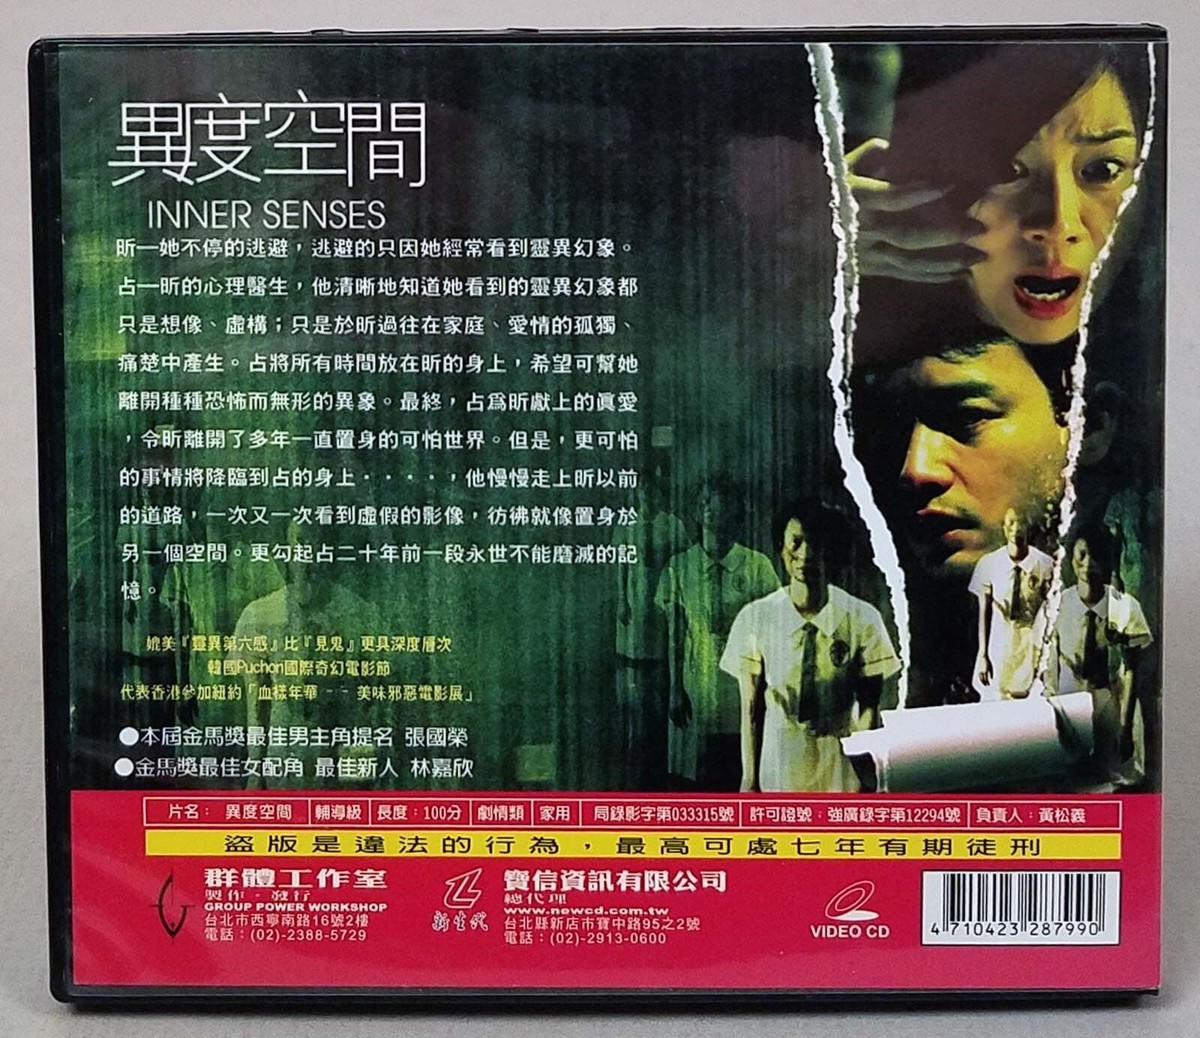 異度空間
INNER SENSES
昕一她不停的逃避，逃避的只因她經常看到靈異幻象。
占一昕的心理醫生，他清晰地知道她看到的靈異幻象都
只是想像、虛構；只是於昕過往在家庭、愛情的孤獨、
痛楚中產生。占將所有時間放在昕的身上，希望可幫她
離開種種恐怖而無形的異象。最終，占為昕獻上的眞愛
，令昕離開了多年一直置身的可怕世界。但是，更可怕
的事情將降臨到占的身上‧‧‧‧‧，他慢慢走上昕以前
的道路，一次又一次看到虛假的影像，彷彿就像置身於
另一個空間。更勾起占二十年前一段永世不能磨滅的記
憶。
媲美『靈異第六感』比『見鬼』更具深度層次
韓國Puchon國際奇幻電影節
代表香港參加紐約「血樣年華－－美味邪惡電影展」
●本屆金馬獎最佳男主角提名 張國榮
●金馬獎最佳女配角 最佳新人 林嘉欣
片名：異度空間 輔導級 長度：100分 劇情類 家用 局錄影字第033315號 許可證號：強廣錄字第12294號 負責人：黃松義
盜版是違法的行為，最高可處七年有期徒刑
群體工作室
製作‧發行
GROUP POWER WORKSHOP
台北市西寧南路16號2樓
電話：(02)-2388-5729
新生代
寶信資訊有限公司
總代理
www.newcd.com.tw
台北縣新店市寶中路95之2號
電話：(02)-2913-0600
VIDEO CD
4 710423 287990